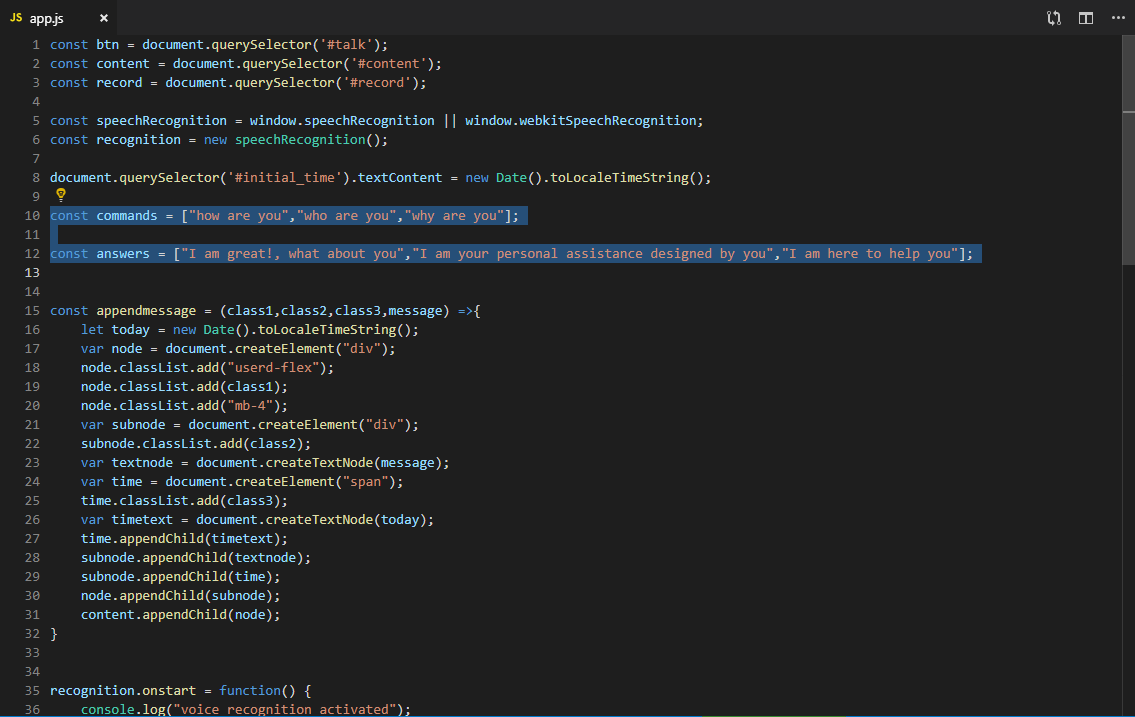 JS app.js ×
1 const btn = document.querySelector('#talk');
2 const content = document.querySelector('#content');
3 const record = document.querySelector('#record');
4
5 const speechRecognition = window.speechRecognition || window.webkitSpeechRecognition;
6 const recognition = new speechRecognition();
7
8 document.querySelector('#initial_time').textContent = new Date().toLocaleTimeString();
9
10 const commands = ["how are you","who are you","why are you"];
11
12 const answers = ["I am great!, what about you","I am your personal assistance designed by you","I am here to help you"];
13
14
15 const appendmessage = (class1,class2,class3,message) =>{
16     let today = new Date().toLocaleTimeString();
17     var node = document.createElement("div");
18     node.classList.add("userd-flex");
19     node.classList.add(class1);
20     node.classList.add("mb-4");
21     var subnode = document.createElement("div");
22     subnode.classList.add(class2);
23     var textnode = document.createTextNode(message);
24     var time = document.createElement("span");
25     time.classList.add(class3);
26     var timetext = document.createTextNode(today);
27     time.appendChild(timetext);
28     subnode.appendChild(textnode);
29     subnode.appendChild(time);
30     node.appendChild(subnode);
31     content.appendChild(node);
32 }
33
34
35 recognition.onstart = function() {
36     console.log("voice recognition activated");